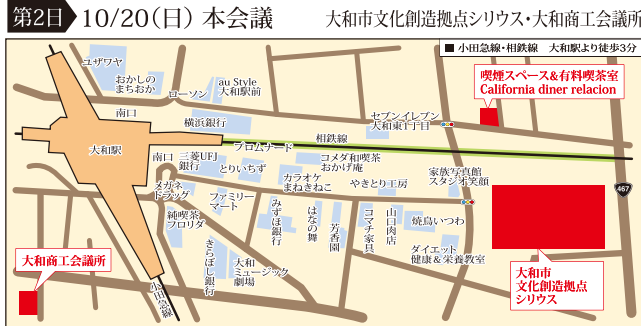 第2日 10/20(日) 本会議 大和市文化創造拠点シリウス・大和商工会議所
■ 小田急線・相鉄線 大和駅より徒歩3分
ユザワヤ
おかしの
まちおか
ローソン
au Style
大和駅前
喫煙スペース&有料喫茶室
California diner relacion
南口
横浜銀行
セブンイレブン
大和東1丁目
相鉄線
プロムナード
大和駅
南口
三菱UFJ
銀行
とりいちず
コメダ和喫茶
おかげ庵
カラオケ
まねきねこ
やきとり工房
家族写真館
スタジオ笑顔
467
メガネ
ドラッグ
ファミリー
マート
純喫茶
フロリダ
みずほ銀行
はなの舞
芳香園
コマチ家具
山口肉店
焼鳥いつわ
ダイエット
健康&栄養教室
きらぼし銀行
大和
ミュージック
劇場
大和商工会議所
小田急線
大和市
文化創造拠点
シリウス